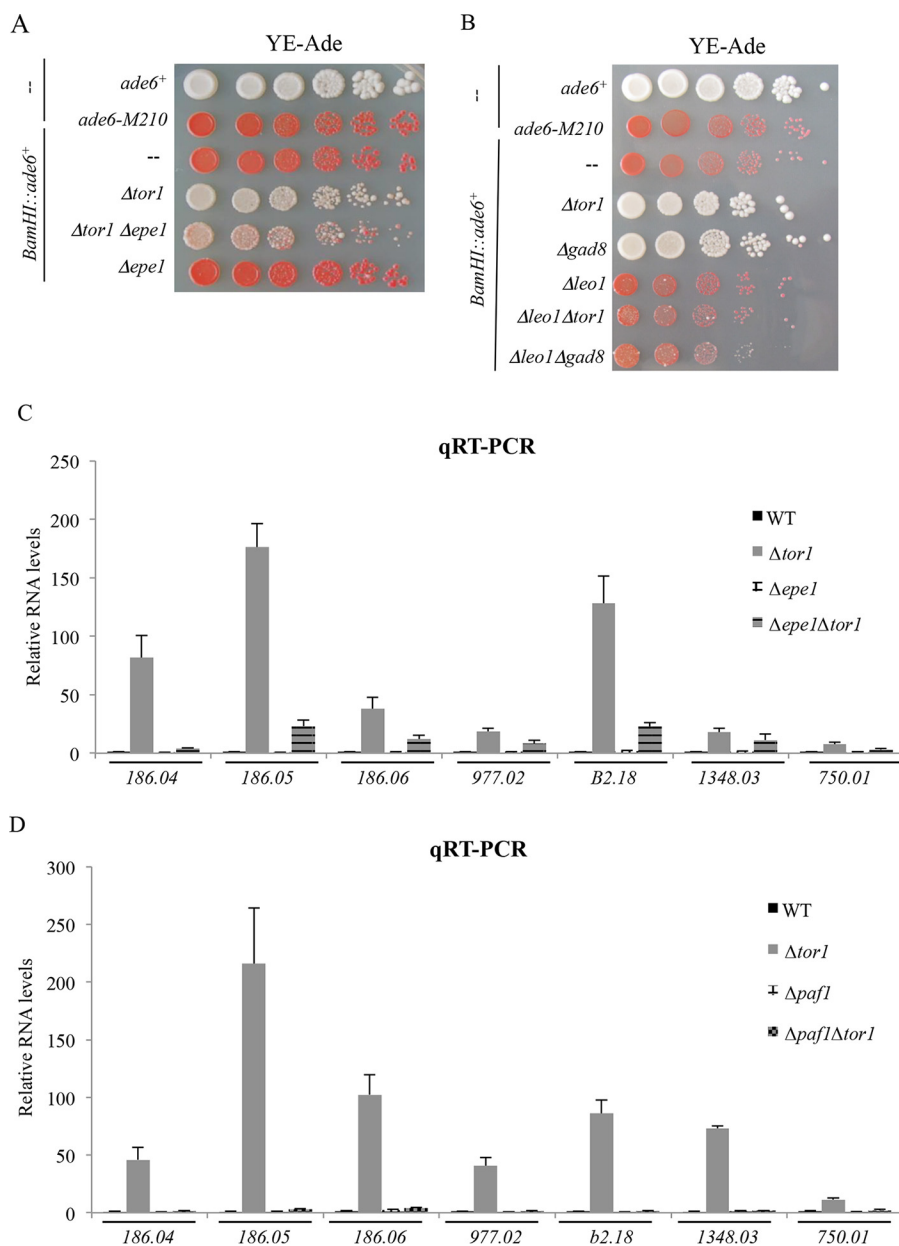 A
YE-Ade
--
ade6+
ade6-M210
BamHI::ade6+
--
Δtor1
Δtor1 Δepe1
Δepe1
B
YE-Ade
--
ade6+
ade6-M210
BamHI::ade6+
--
Δtor1
Δgad8
Δleo1
Δleo1Δtor1
Δleo1Δgad8
C
qRT-PCR
Relative RNA levels
250
200
150
100
50
0
WT
Δtor1
Δepe1
Δepe1Δtor1
186.04 186.05 186.06 977.02 B2.18 1348.03 750.01
D
qRT-PCR
Relative RNA levels
300
250
200
150
100
50
0
WT
Δtor1
Δpaf1
Δpaf1Δtor1
186.04 186.05 186.06 977.02 b2.18 1348.03 750.01